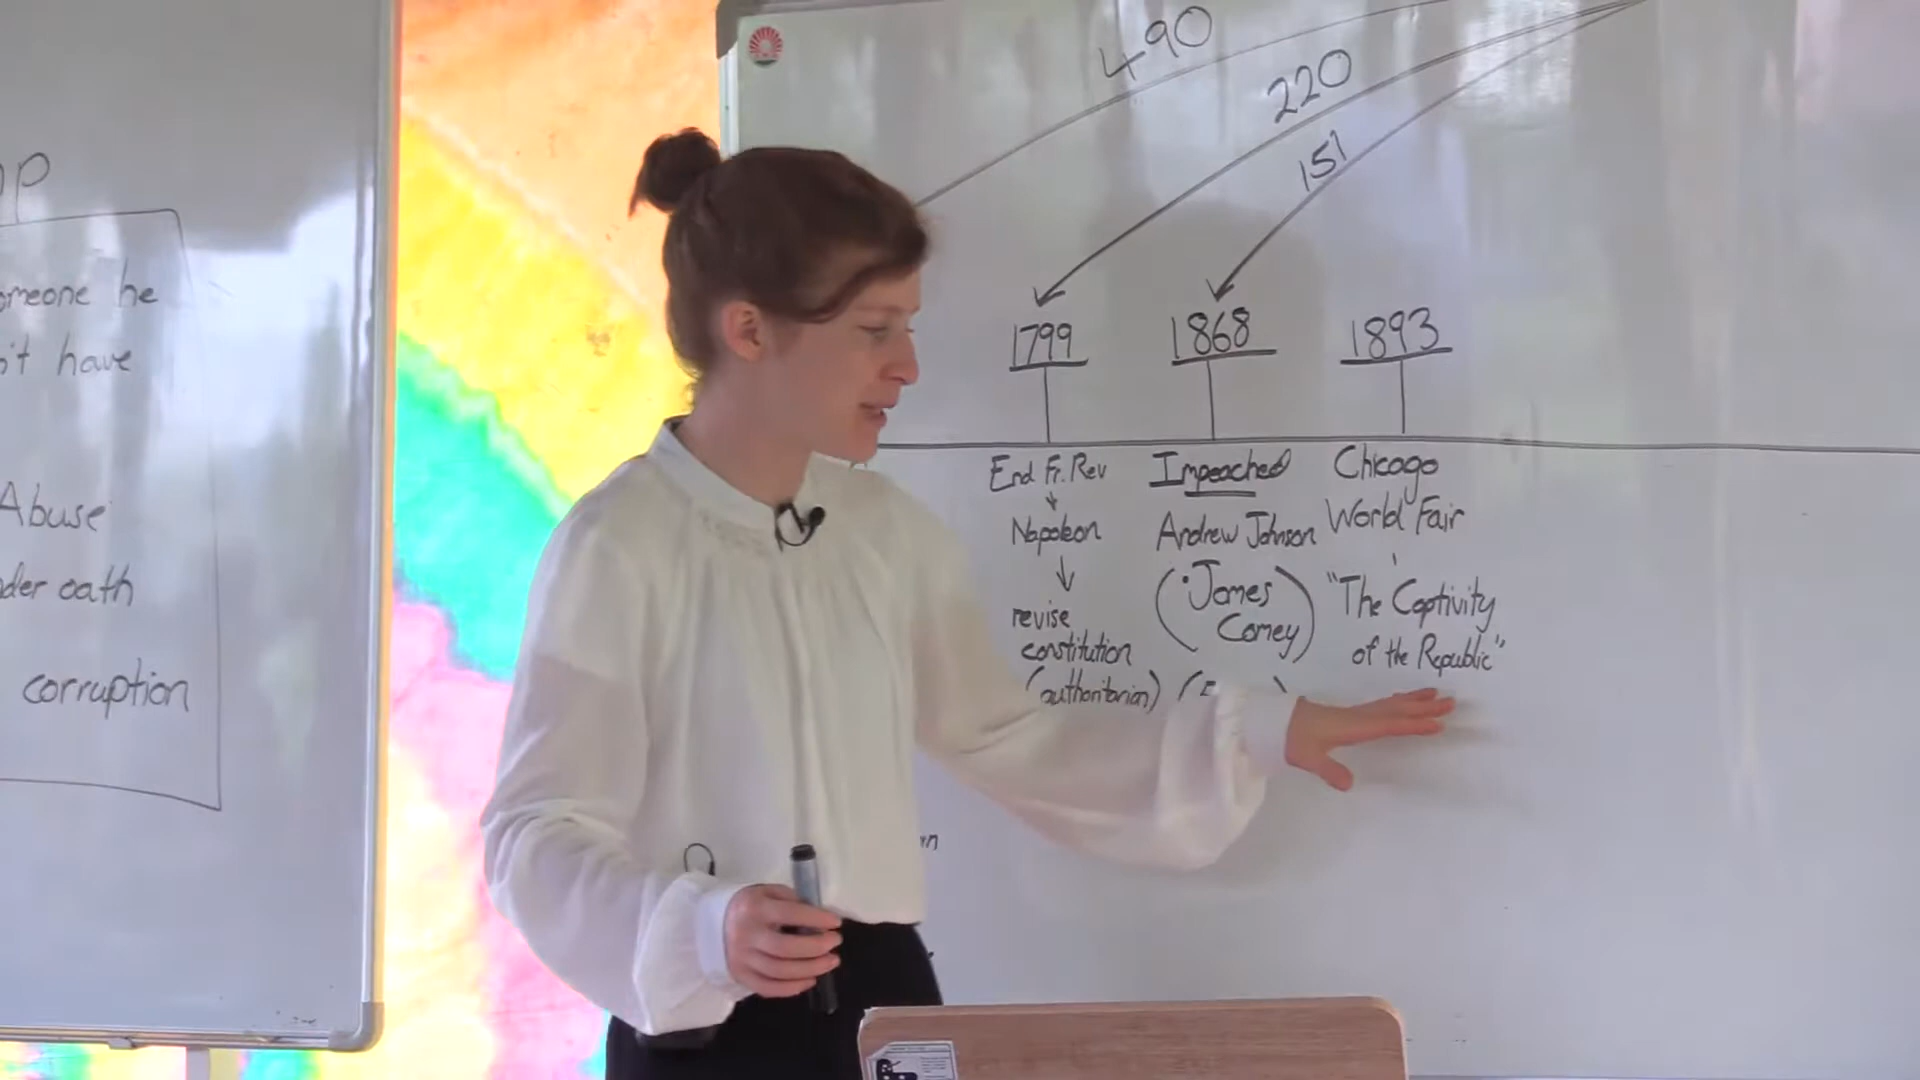 omeone he
have
Abuse
oath
corruption
490
220
151
1799
1868
1893
End Fr. Rev
Napoleon
revise
constitution
(authoritarian)
Impeached
Andrew Johnson
(James
Comey)
Chicago
World Fair
"The Captivity
of the Republic"